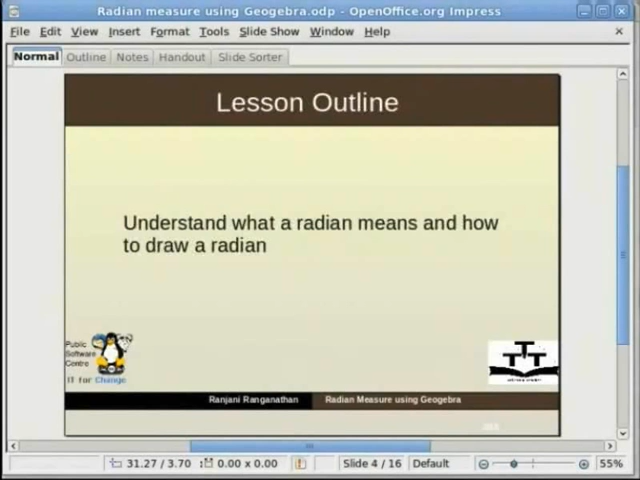 Radian measure using Geogebra.odp - OpenOffice.org Impress
File Edit View Insert Format Tools Slide Show Window Help
Normal Outline Notes Handout Slide Sorter
Lesson Outline
Understand what a radian means and how
to draw a radian
Public
Software
Centre
IT for Change
TTT
Ranjani Ranganathan Radian Measure using Geogebra
31.27 / 3.70 0.00 x 0.00 Slide 4 / 16 Default 55%